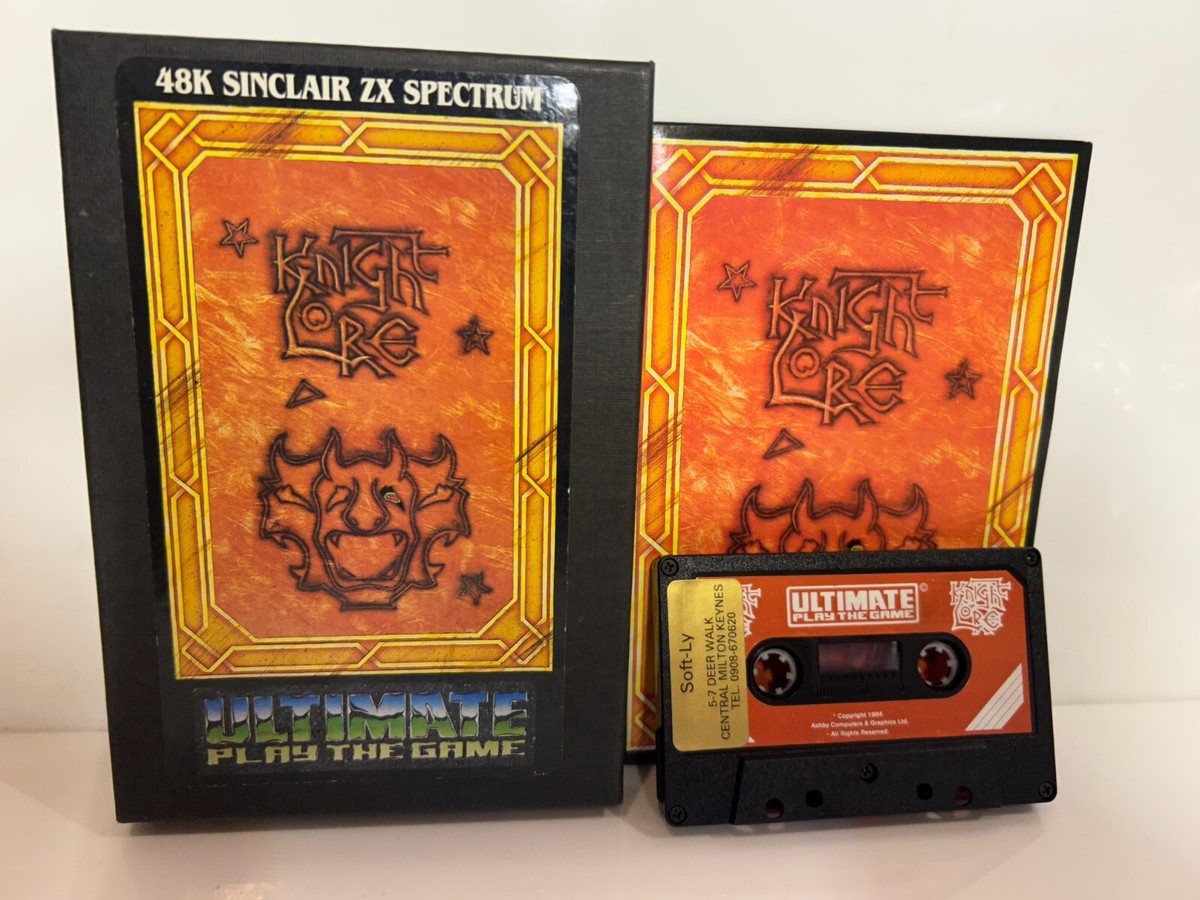 48K SINCLAIR ZX SPECTRUM
KNIGHT
LORE
ULTIMATE
PLAY THE GAME
KNIGHT
LORE
Soft-Ly
5-7 DEER WALK
CENTRAL MILTON KEYNES
TEL. 0908-670620
ULTIMATE ©
PLAY THE GAME
KNIGHT
LORE
© Copyright 1984
Ashby Computers & Graphics Ltd.
- All Rights Reserved.